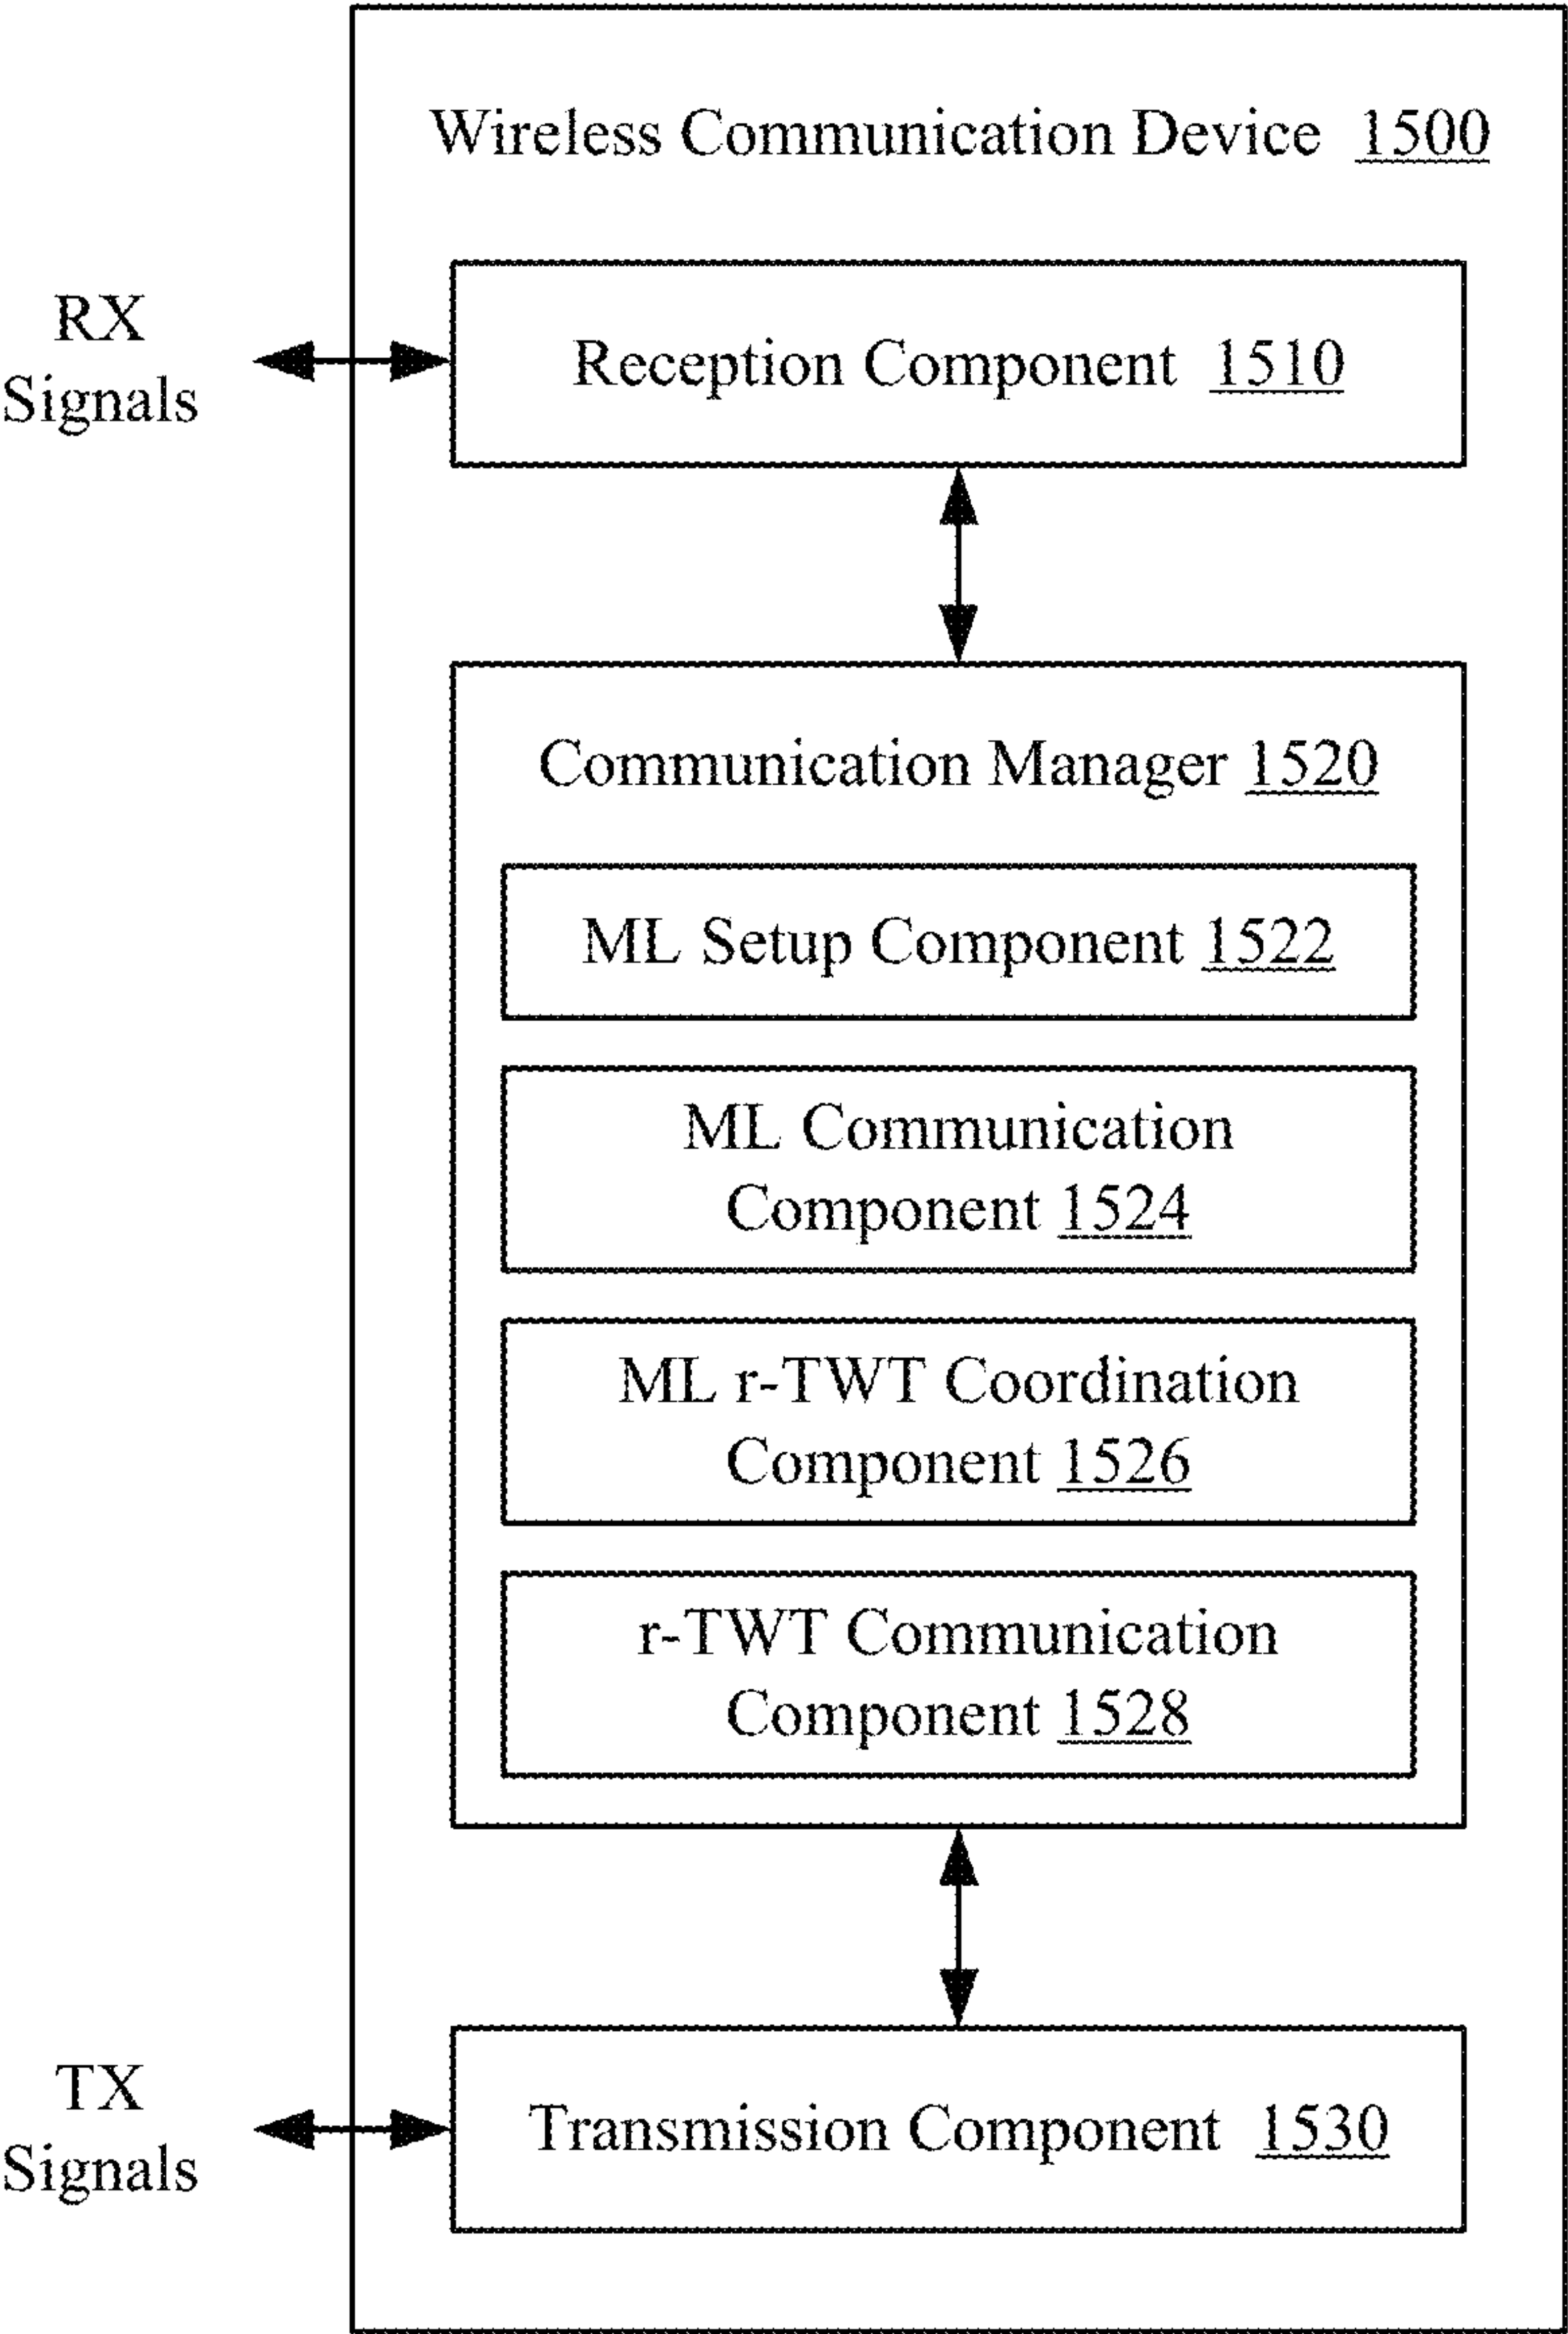 Wireless Communication Device 1500
RX
Signals
Reception Component 1510
Communication Manager 1520
ML Setup Component 1522
ML Communication
Component 1524
ML r-TWT Coordination
Component 1526
r-TWT Communication
Component 1528
TX
Signals
Transmission Component 1530